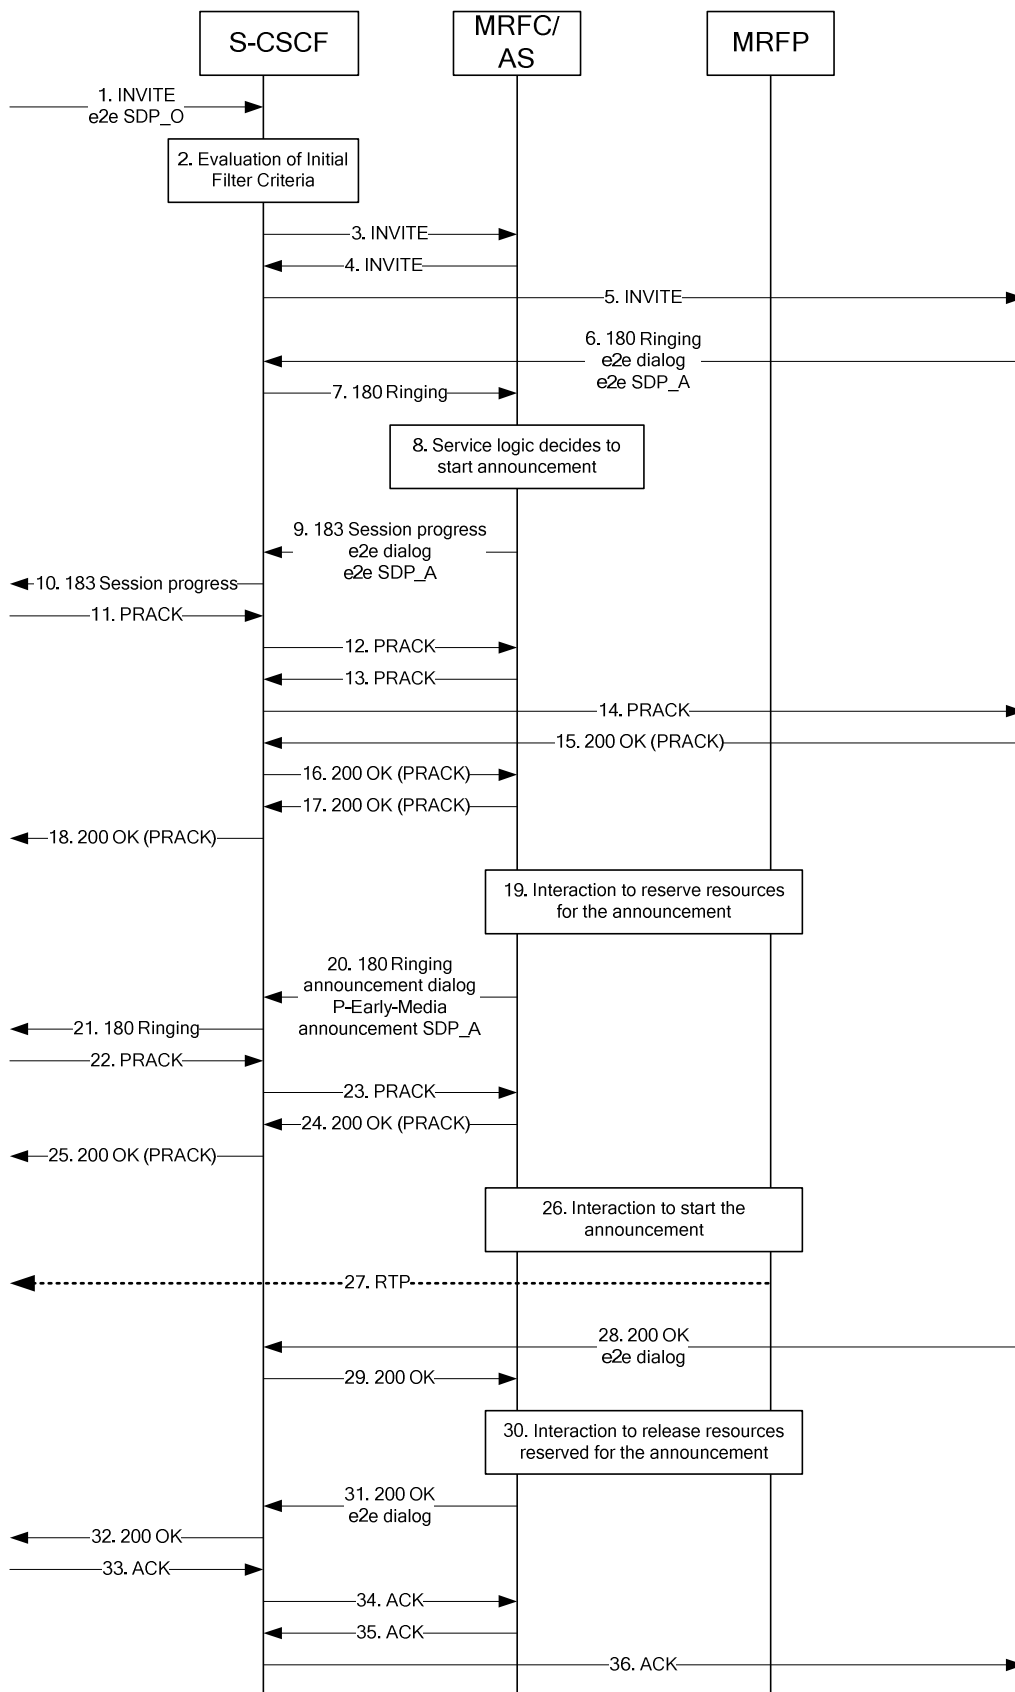 S-CSCF
MRFC/
AS
MRFP
1. INVITE
e2e SDP_O
2. Evaluation of Initial
Filter Criteria
3. INVITE
4. INVITE
5. INVITE
6. 180 Ringing
e2e dialog
e2e SDP_A
7. 180 Ringing
8. Service logic decides to
start announcement
9. 183 Session progress
e2e dialog
e2e SDP_A
10. 183 Session progress
11. PRACK
12. PRACK
13. PRACK
14. PRACK
15. 200 OK (PRACK)
16. 200 OK (PRACK)
17. 200 OK (PRACK)
18. 200 OK (PRACK)
19. Interaction to reserve resources
for the announcement
20. 180 Ringing
announcement dialog
P-Early-Media
announcement SDP_A
21. 180 Ringing
22. PRACK
23. PRACK
24. 200 OK (PRACK)
25. 200 OK (PRACK)
26. Interaction to start the
announcement
27. RTP
28. 200 OK
e2e dialog
29. 200 OK
30. Interaction to release resources
reserved for the announcement
31. 200 OK
e2e dialog
32. 200 OK
33. ACK
34. ACK
35. ACK
36. ACK